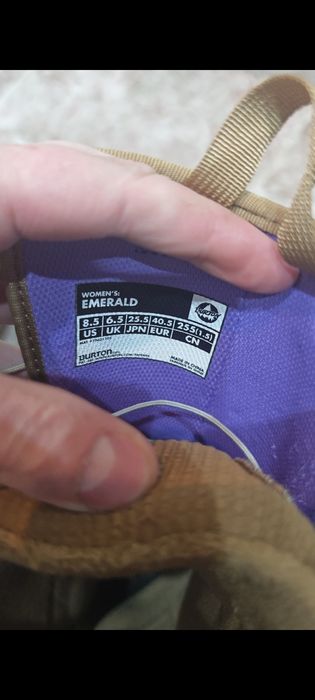 WOMEN'S:
EMERALD
8.5 6.5 25.5 40.5 255(1.5)
US UK JPN EUR CN
BURTON
MADE IN CHINA